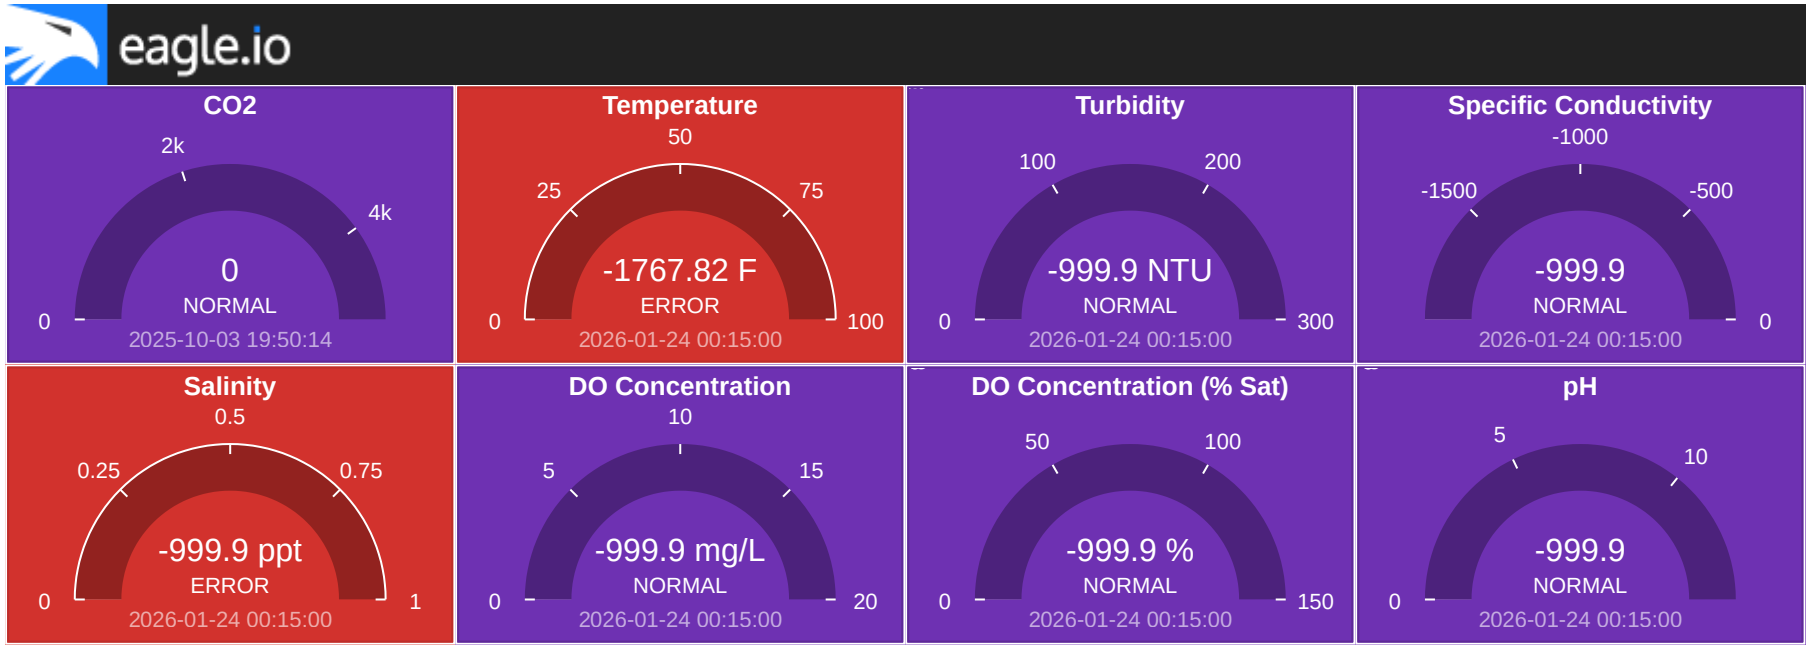 eagle.io
CO2
2k
4k
0
NORMAL
0
2025-10-03 19:50:14
Temperature
50
25
75
-1767.82 F
ERROR
0
100
2026-01-24 00:15:00
Turbidity
100
200
-999.9 NTU
NORMAL
0
300
2026-01-24 00:15:00
Specific Conductivity
-1000
-1500
-500
-999.9
NORMAL
0
2026-01-24 00:15:00
Salinity
0.5
0.25
0.75
-999.9 ppt
ERROR
0
1
2026-01-24 00:15:00
DO Concentration
10
5
15
-999.9 mg/L
NORMAL
0
20
2026-01-24 00:15:00
DO Concentration (% Sat)
50
100
-999.9 %
NORMAL
0
150
2026-01-24 00:15:00
pH
5
10
-999.9
NORMAL
0
2026-01-24 00:15:00